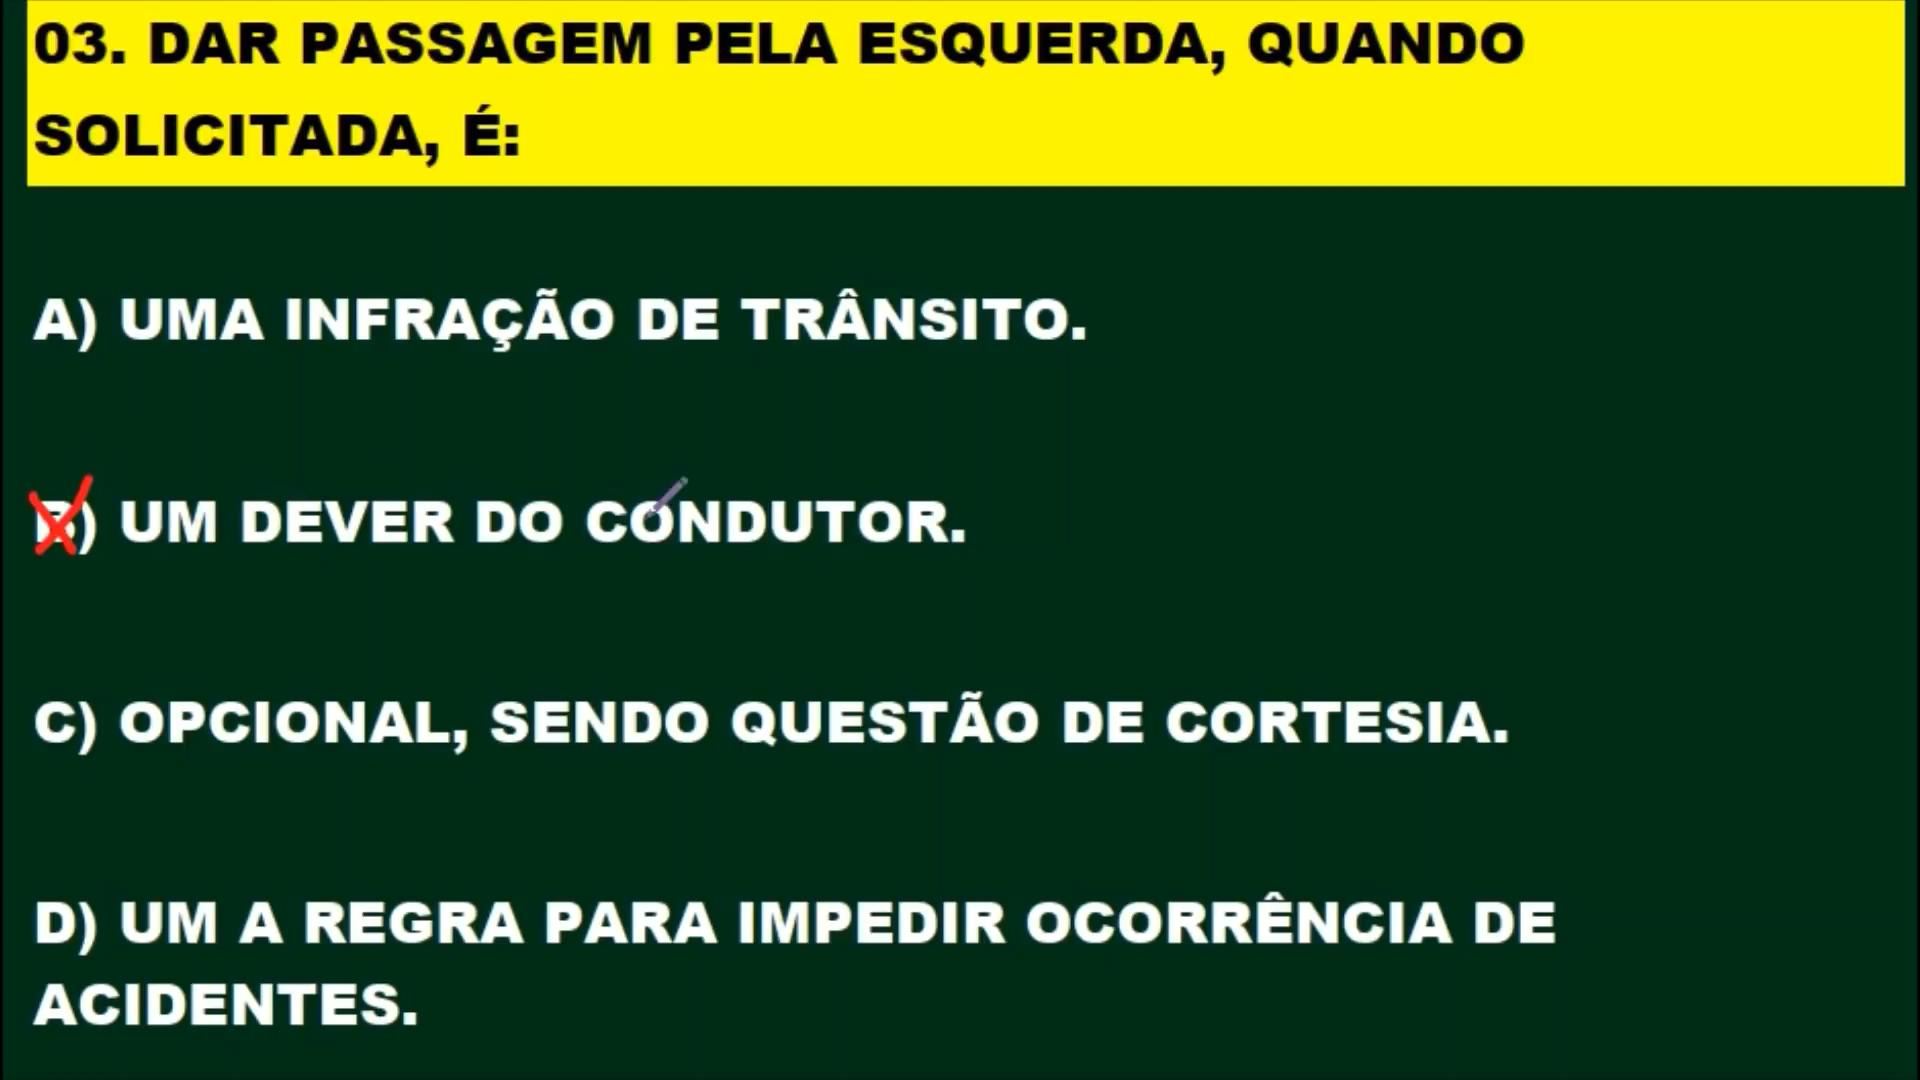 03. DAR PASSAGEM PELA ESQUERDA, QUANDO
SOLICITADA, É:
A) UMA INFRAÇÃO DE TRÂNSITO.
B) UM DEVER DO CONDUTOR.
C) OPCIONAL, SENDO QUESTÃO DE CORTESIA.
D) UM A REGRA PARA IMPEDIR OCORRÊNCIA DE
ACIDENTES.